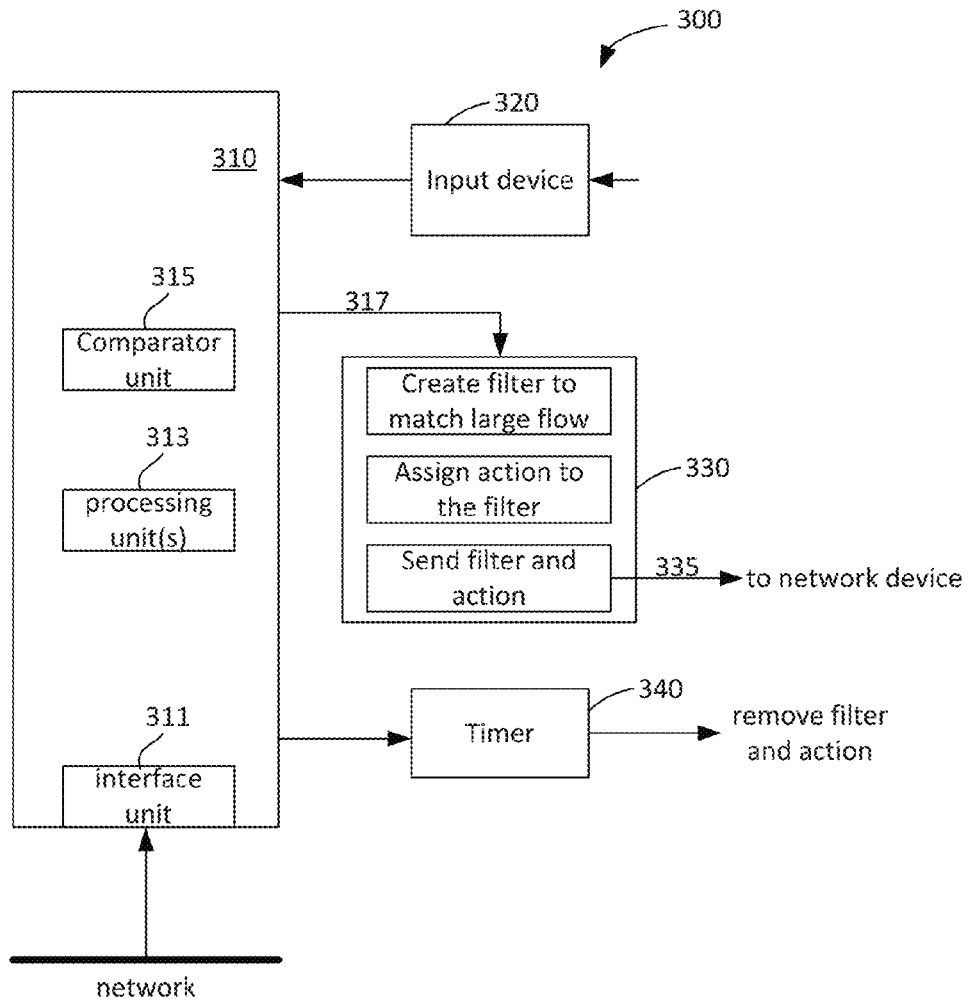 300
320
310
Input device
315
317
Comparator
unit
Create filter to
match large flow
313
330
Assign action to
the filter
processing
unit(s)
Send filter and
action
335
to network device
340
311
Timer
remove filter
and action
interface
unit
network